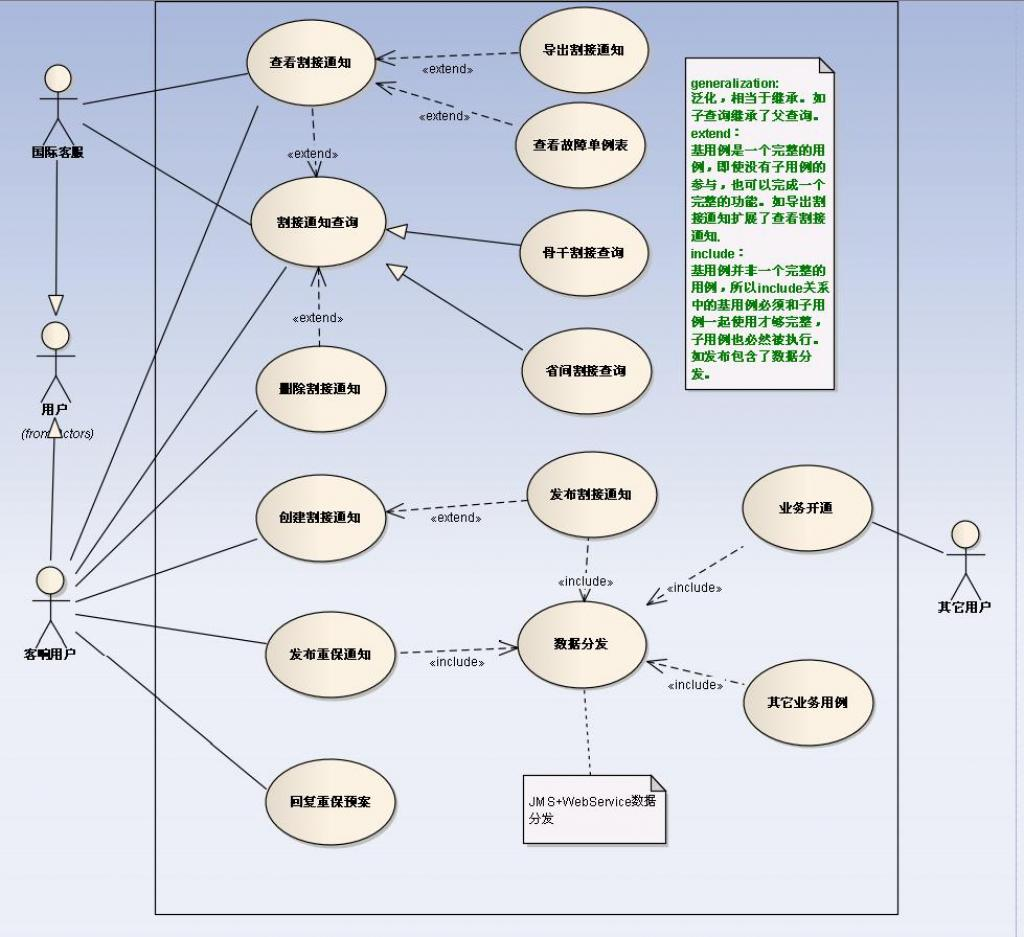 查看割接通知
导出割接通知
«extend»
«extend»
查看故障单例表
国际客服
«extend»
割接通知查询
骨干割接查询
«extend»
省间割接查询
删除割接通知
用户
generalization:
泛化，相当于继承。如
子查询继承了父查询。
extend：
基用例是一个完整的用
例，即使没有子用例的
参与，也可以完成一个
完整的功能。如导出割
接通知扩展了查看割接
通知.
include：
基用例并非一个完整的
用例，所以include关系
中的基用例必须和子用
例一起使用才够完整，
子用例也必然被执行。
如发布包含了数据分
发。
发布割接通知
创建割接通知
«extend»
业务开通
«include»
«include»
其它用户
客响用户
发布重保通知
«include»
数据分发
«include»
其它业务用例
回复重保预案
JMS+WebService数据
分发